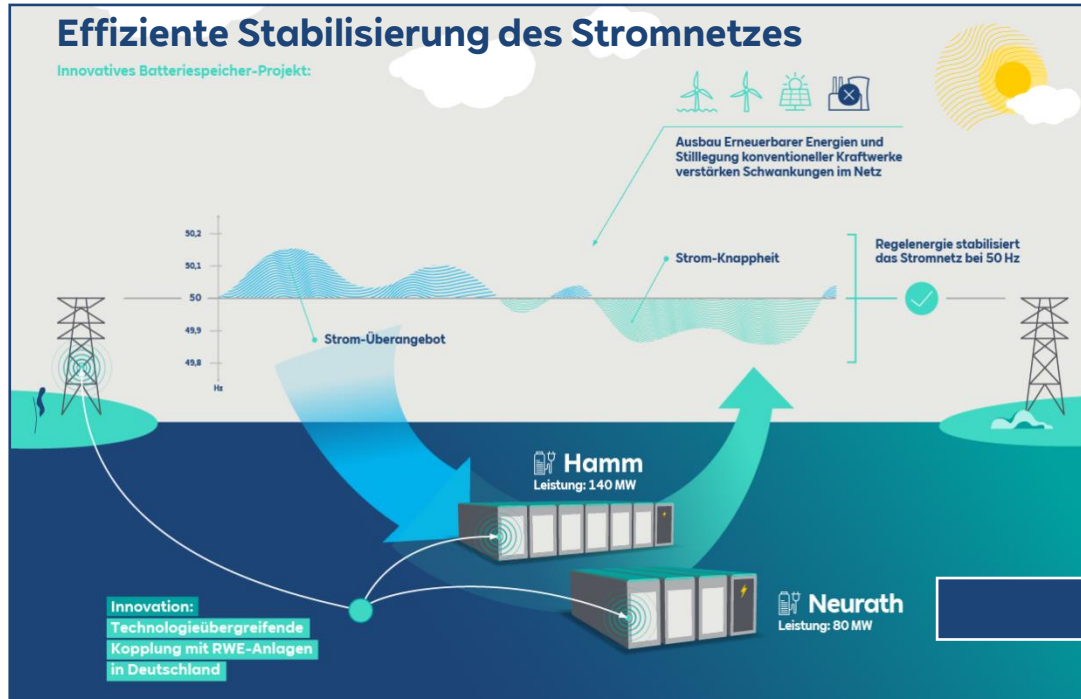 Effiziente Stabilisierung des Stromnetzes
Innovatives Batteriespeicher-Projekt:
Ausbau Erneuerbarer Energien und
Stilllegung konventioneller Kraftwerke
verstärken Schwankungen im Netz
50,2
50,1
50
49,9
49,8
Hz
Strom-Überangebot
Strom-Knappheit
Regelenergie stabilisiert
das Stromnetz bei 50 Hz
Hamm
Leistung: 140 MW
Neurath
Leistung: 80 MW
Innovation:
Technologieübergreifende
Kopplung mit RWE-Anlagen
in Deutschland